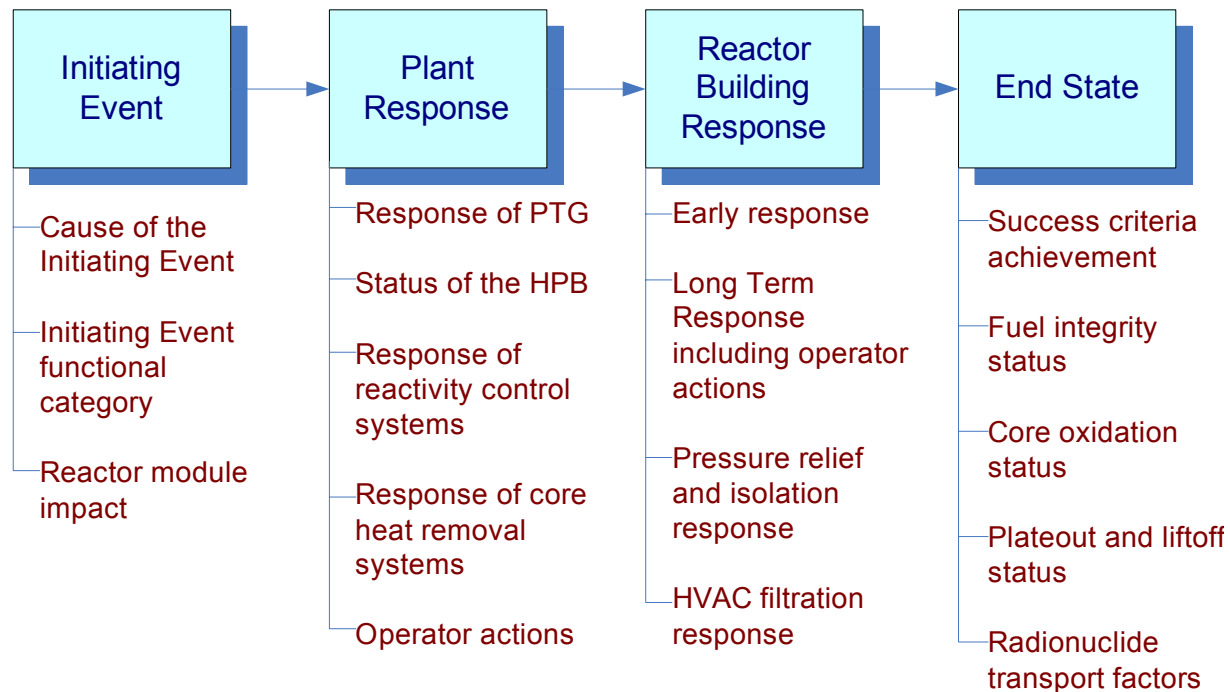 Initiating
Event
Plant
Response
Reactor
Building
Response
End State
Cause of the
Initiating Event
Initiating Event
functional
category
Reactor module
impact
Response of PTG
Status of the HPB
Response of
reactivity control
systems
Response of core
heat removal
systems
Operator actions
Early response
Long Term
Response
including operator
actions
Pressure relief
and isolation
response
HVAC filtration
response
Success criteria
achievement
Fuel integrity
status
Core oxidation
status
Plateout and liftoff
status
Radionuclide
transport factors